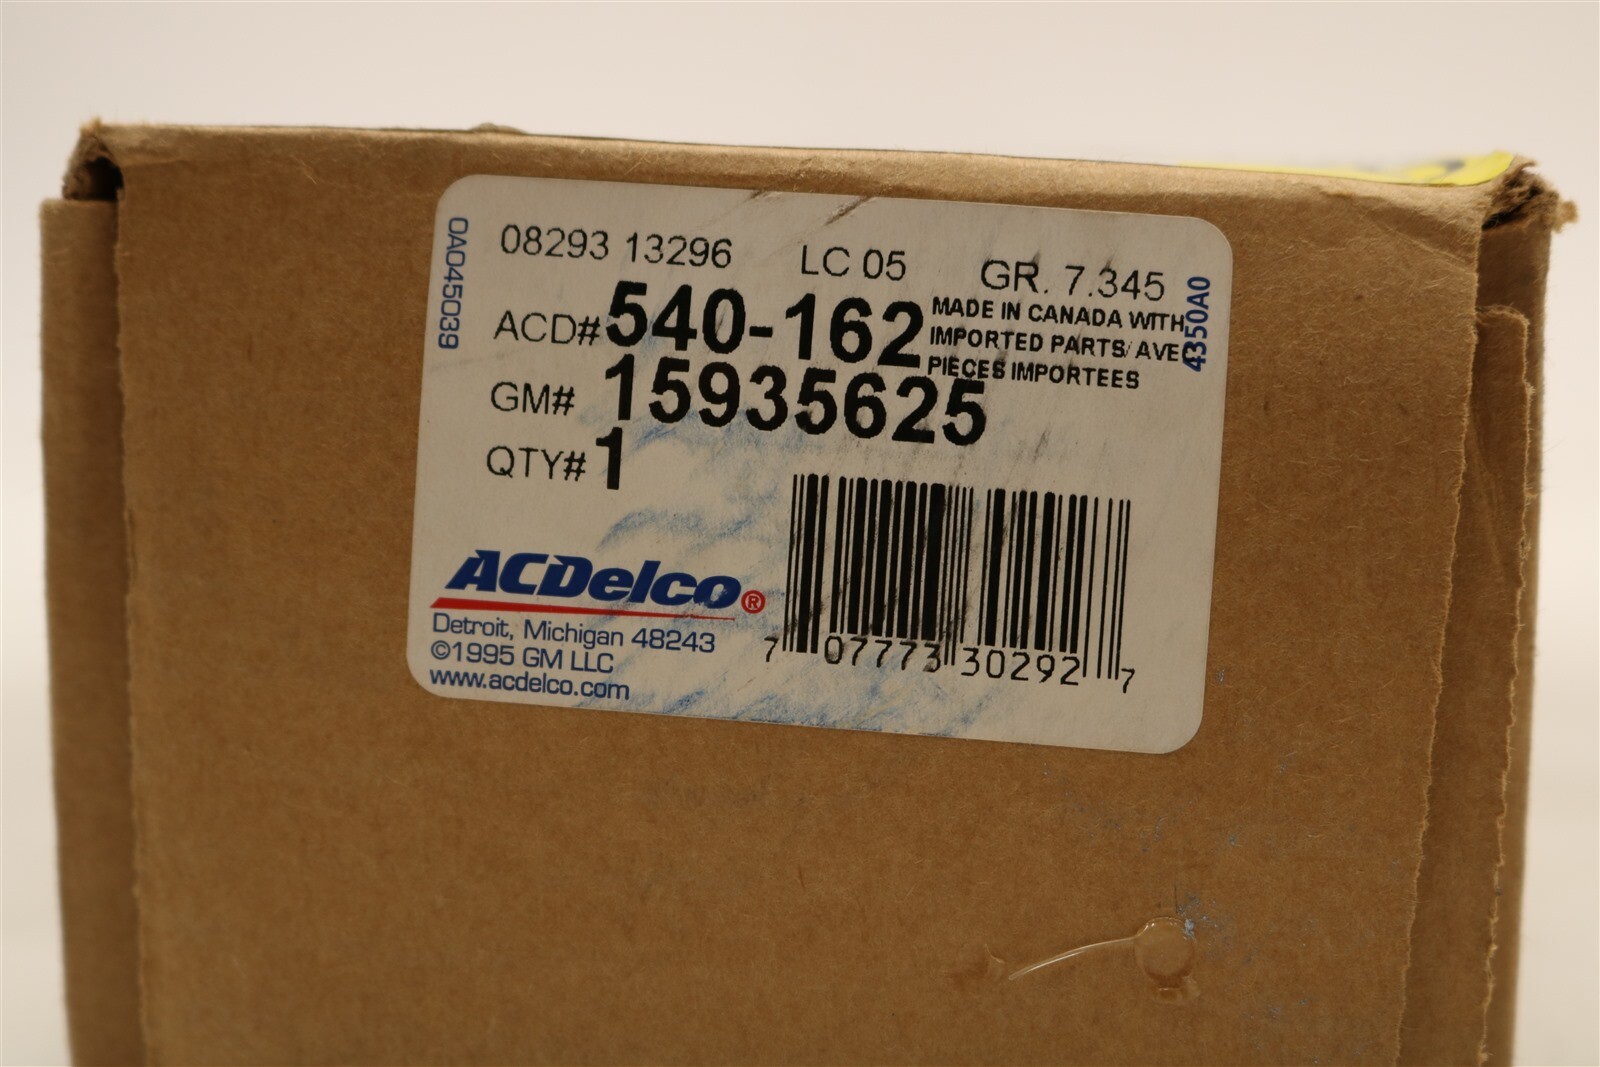 0A045039
08293 13296 LC 05 GR. 7.345
ACD# 540-162
MADE IN CANADA WITH
IMPORTED PARTS/AVEC
PIECES IMPORTEES
4350A0
GM# 15935625
QTY# 1
ACDelco®
Detroit, Michigan 48243
©1995 GM LLC
www.acdelco.com
7 07773 30292 7